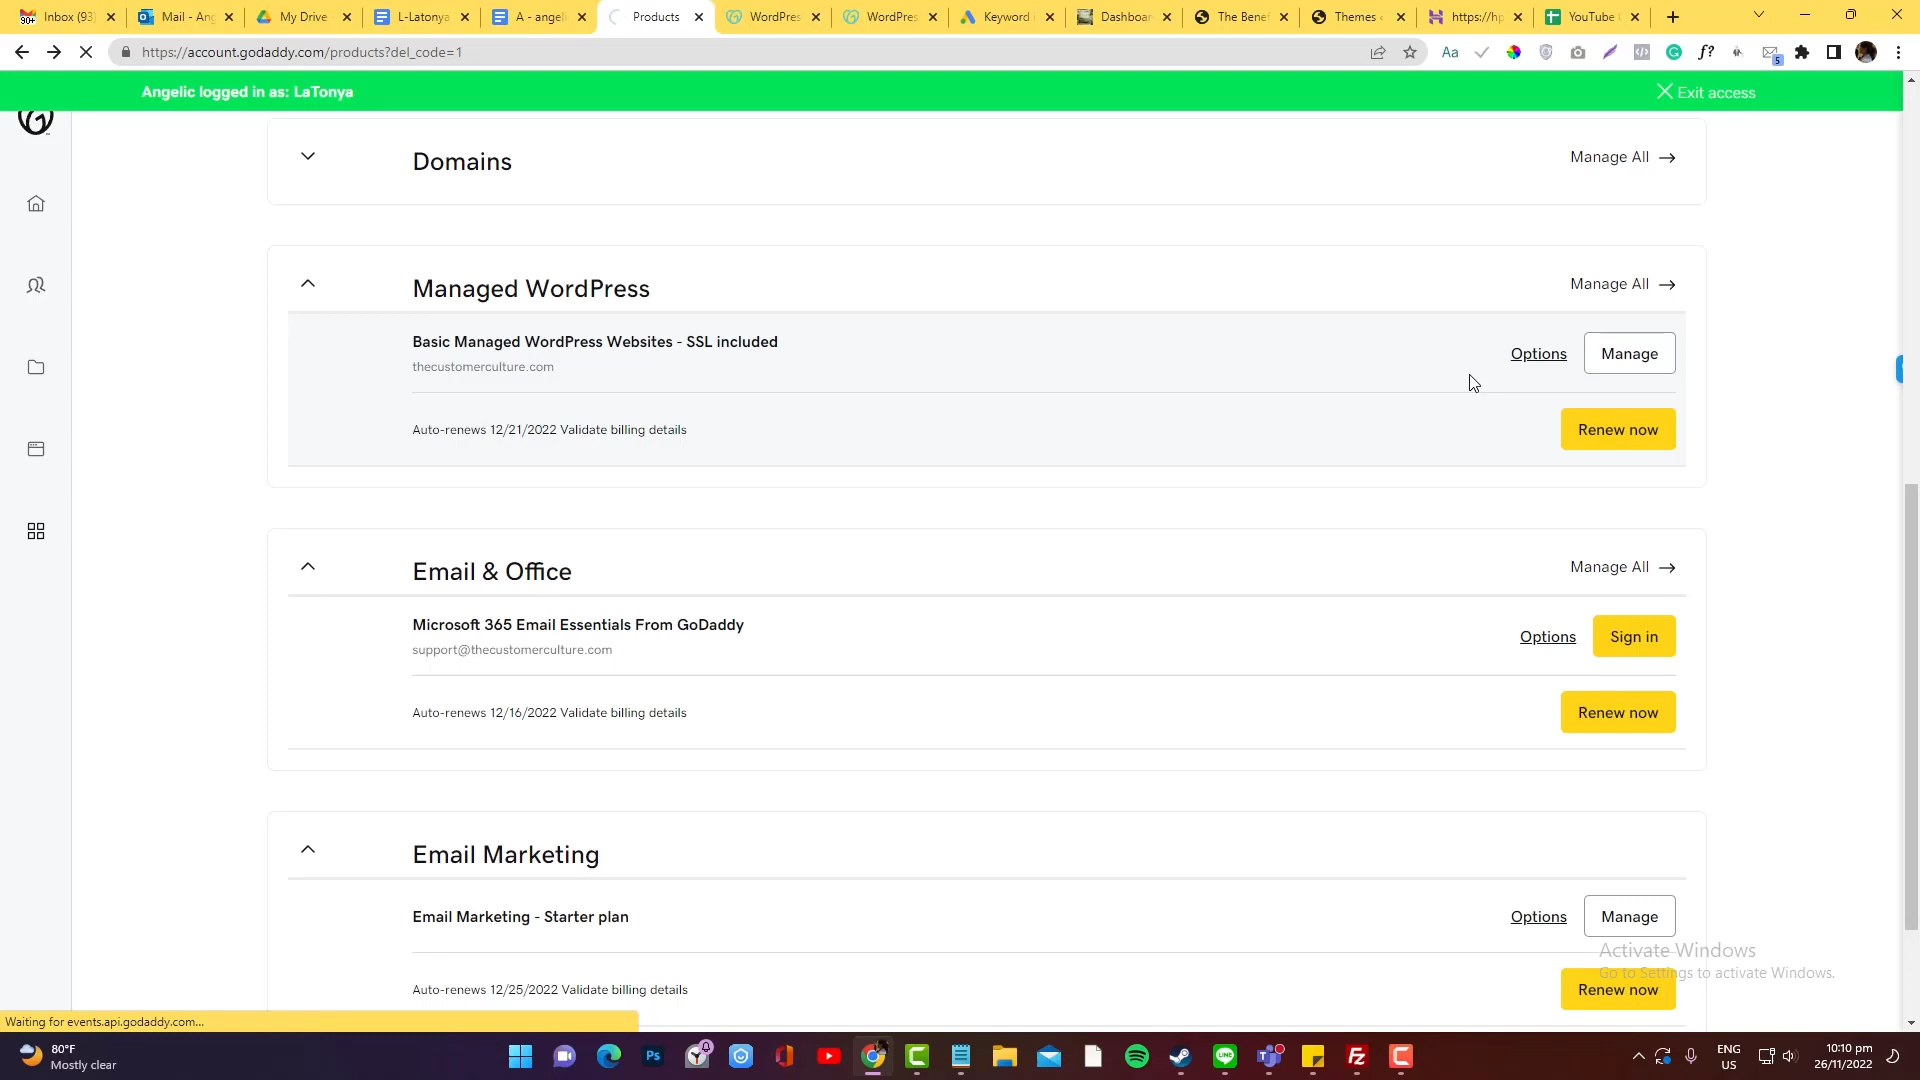 Inbox (93)
Mail - Ang
My Drive
L-Latonya
A - angeli
Products
WordPres
WordPres
Keyword
Dashboar
The Benef
Themes
https://hp
YouTube
https://account.godaddy.com/products?del_code=1
Angelic logged in as: LaTonya
Exit access
Domains
Manage All
Managed WordPress
Manage All
Basic Managed WordPress Websites - SSL included
Options
Manage
thecustomerculture.com
Auto-renews 12/21/2022 Validate billing details
Renew now
Email & Office
Manage All
Microsoft 365 Email Essentials From GoDaddy
Options
Sign in
support@thecustomerculture.com
Auto-renews 12/16/2022 Validate billing details
Renew now
Email Marketing
Email Marketing - Starter plan
Options
Manage
Activate Windows
Go to Settings to activate Windows.
Auto-renews 12/25/2022 Validate billing details
Renew now
Waiting for events.api.godaddy.com...
80°F
Mostly clear
ENG
US
10:10 pm
26/11/2022